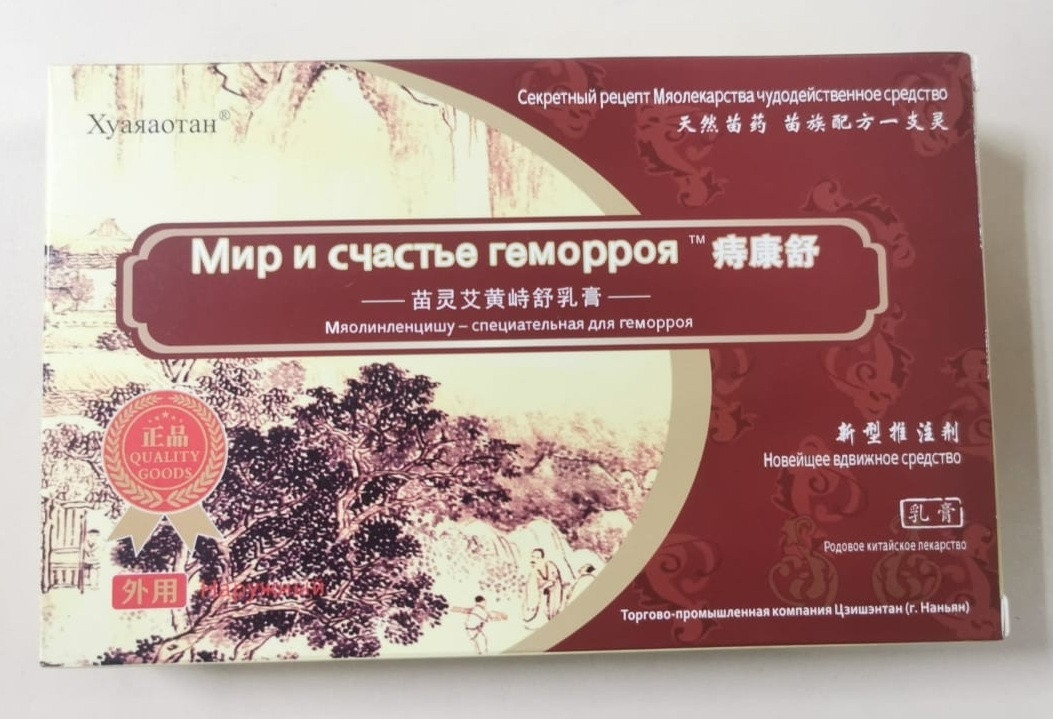 Хуаяаотан®
Секретный рецепт Мяолекарства чудодейственное средство
天然苗药 苗族配方一支灵
Мир и счастье геморроя ™ 痔康舒
苗灵艾黄峙舒乳膏
Мяолинленцишу – специательная для геморроя
正品
QUALITY
GOODS
新型推注剂
Новейщее вдвижное средство
乳膏
Родовое китайское лекарство
外用
Торгово-промышленная компания Цзишэнтан (г. Наньян)